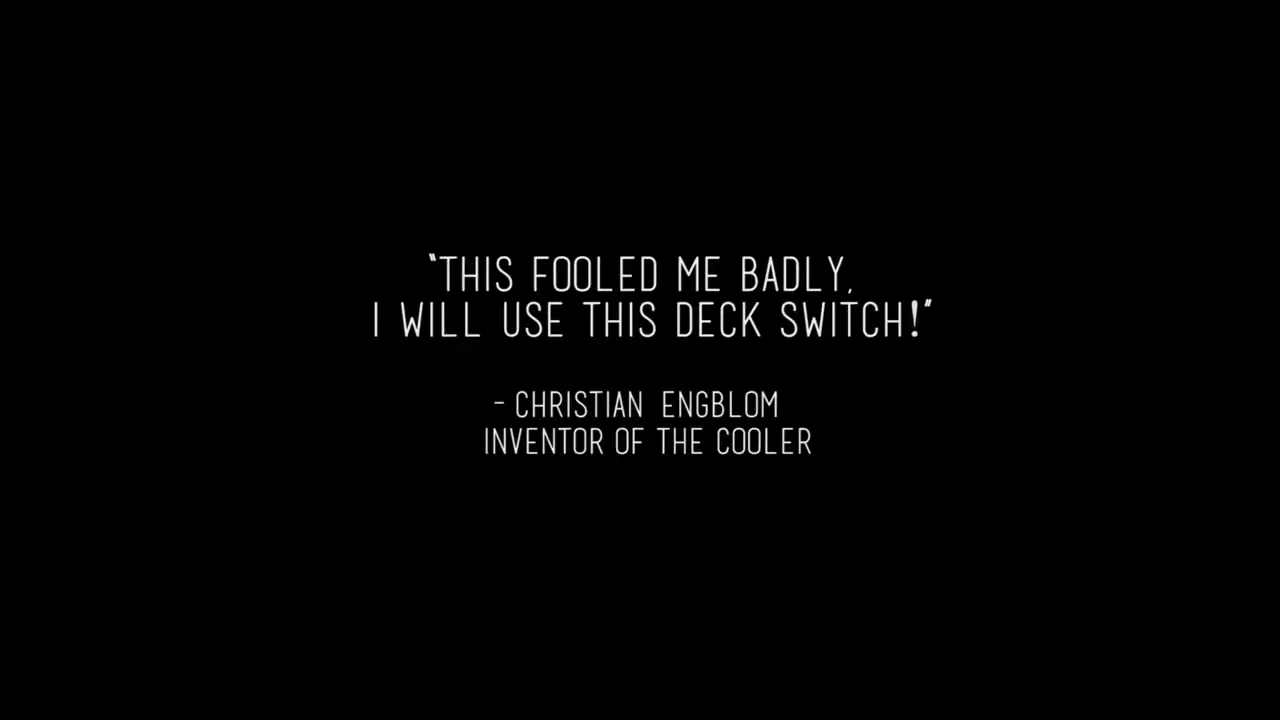 "THIS FOOLED ME BADLY,
I WILL USE THIS DECK SWITCH!"
- CHRISTIAN ENGBLOM
INVENTOR OF THE COOLER